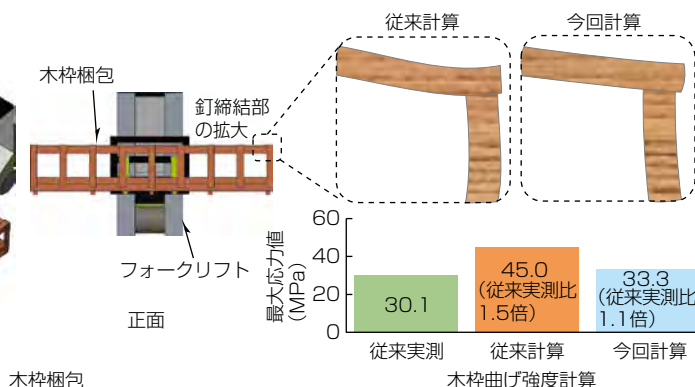 従来計算
今回計算
木枠梱包
釘締結部
の拡大
フォークリフト
正面
木枠梱包
最大応力値
（MPa）
60
40
20
0
30.1
45.0
（従来実測比
1.5倍）
33.3
（従来実測比
1.1倍）
従来実測
従来計算
今回計算
木枠曲げ強度計算